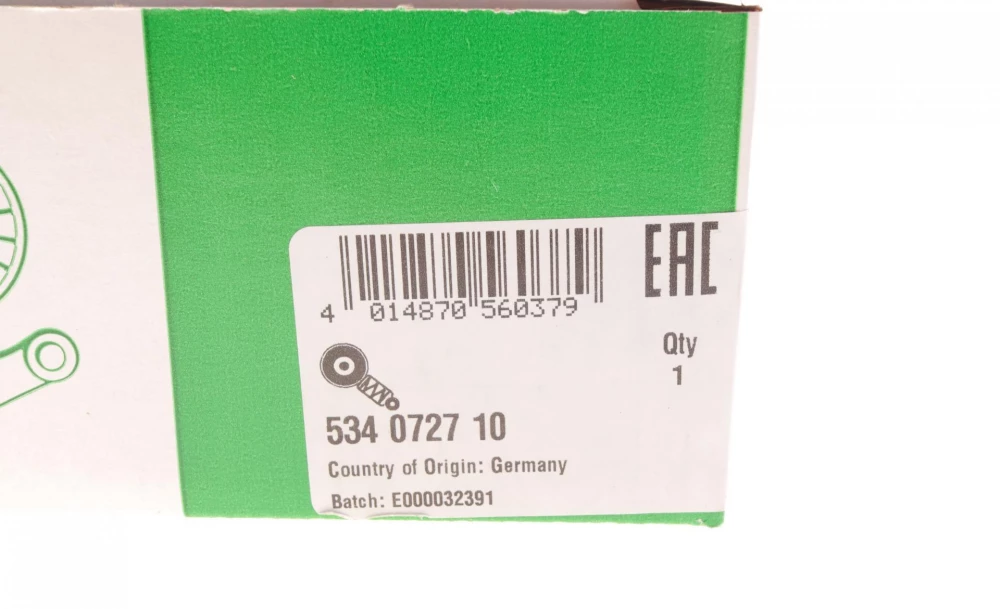 EAC
4 014870 560379
Qty
1
534 0727 10
Country of Origin: Germany
Batch: E000032391